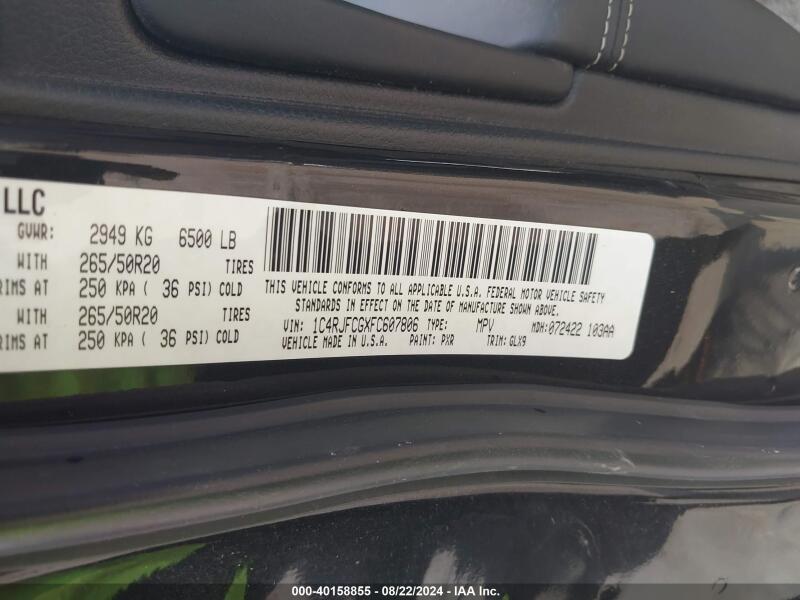 LLC
GVWR: 2949 KG 6500 LB
WITH 265/50R20 TIRES
RIMS AT 250 KPA ( 36 PSI) COLD
WITH 265/50R20 TIRES
RIMS AT 250 KPA ( 36 PSI) COLD
THIS VEHICLE CONFORMS TO ALL APPLICABLE U.S.A. FEDERAL MOTOR VEHICLE SAFETY
STANDARDS IN EFFECT ON THE DATE OF MANUFACTURE SHOWN ABOVE.
VIN: 1C4RJFCGXFC607806 TYPE: MPV MDH: 072422 103AA
VEHICLE MADE IN U.S.A. PAINT: PXR TRIM: GLX9
000-40158855 - 08/22/2024 - IAA Inc.